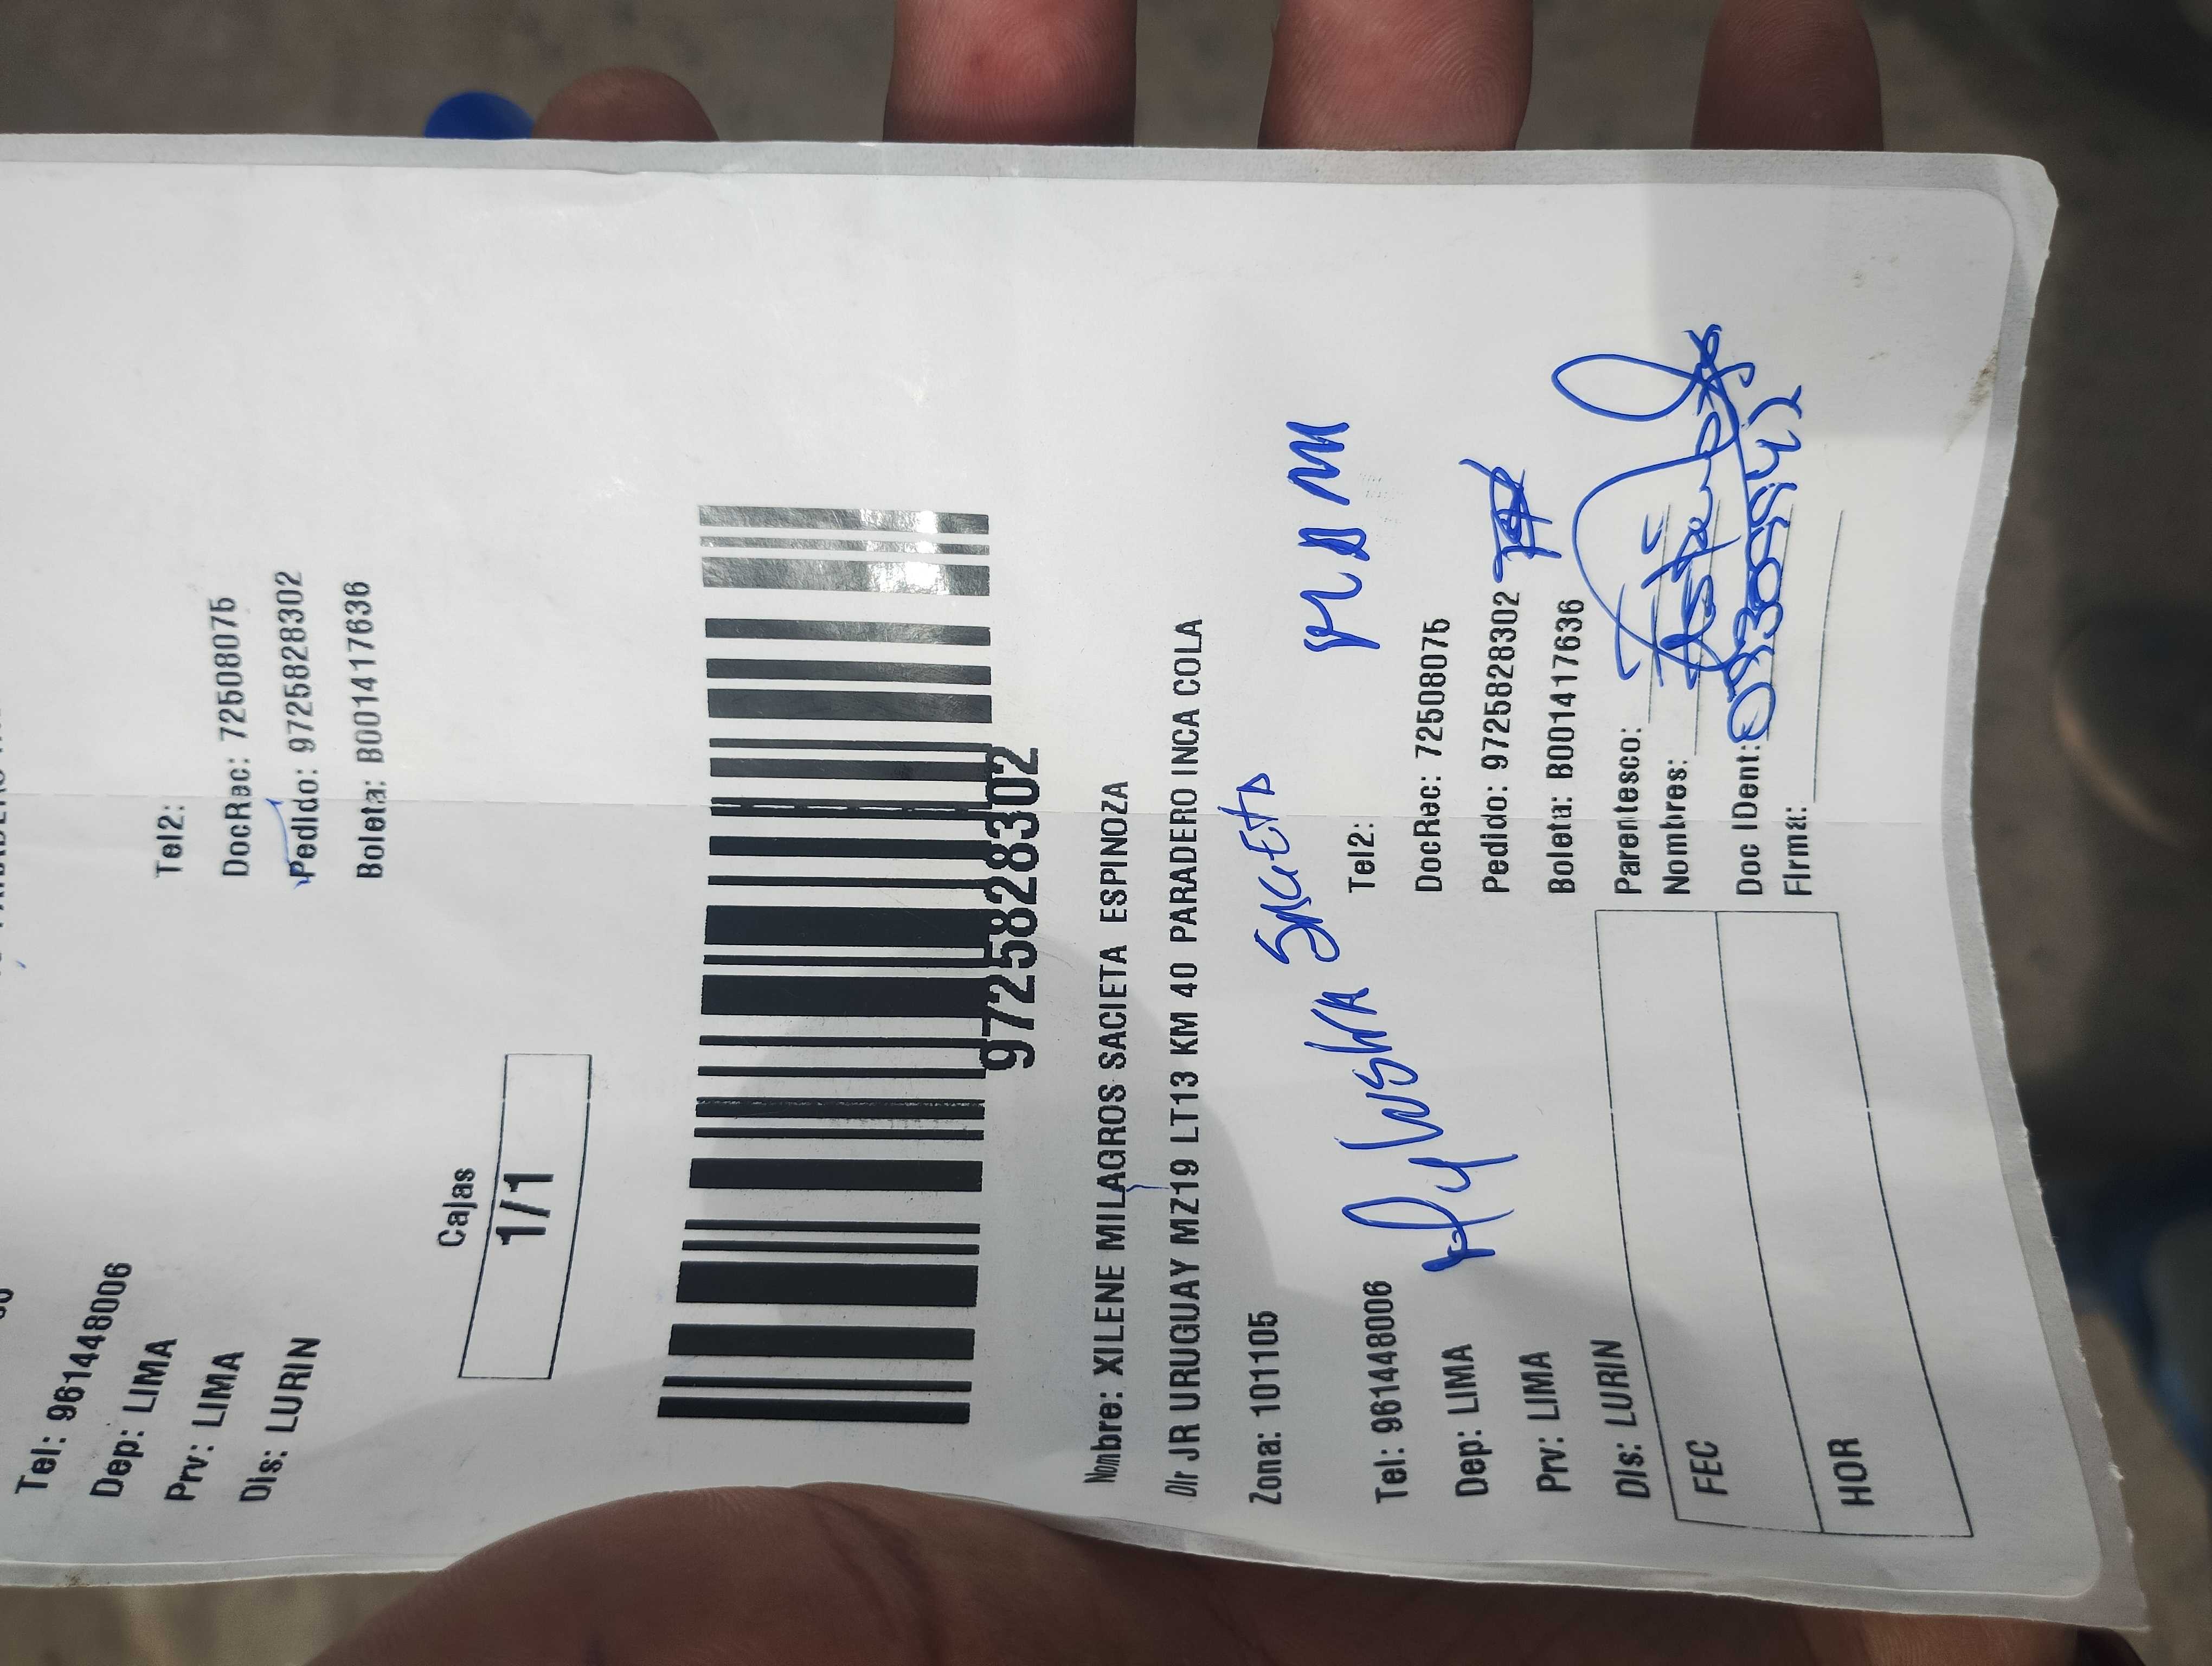 Tel: 961448006
Tel2:
Dep: LIMA
DocRec: 72508075
Prv: LIMA
Pedido: 9725828302
Dis: LURIN
Boleta: B001417636
Cajas
1/1
9725828302
Nombre: XILENE MILAGROS SACIETA ESPINOZA
Dir JR URUGUAY MZ19 LT13 KM 40 PARADERO INCA COLA
Zona: 101105
Tel: 961448006
Tel2:
Dep: LIMA
DocRec: 72508075
Prv: LIMA
Pedido: 9725828302
Dis: LURIN
Boleta: B001417636
FEC
Parentesco:
Nombres:
HOR
Doc IDent:
Firma: